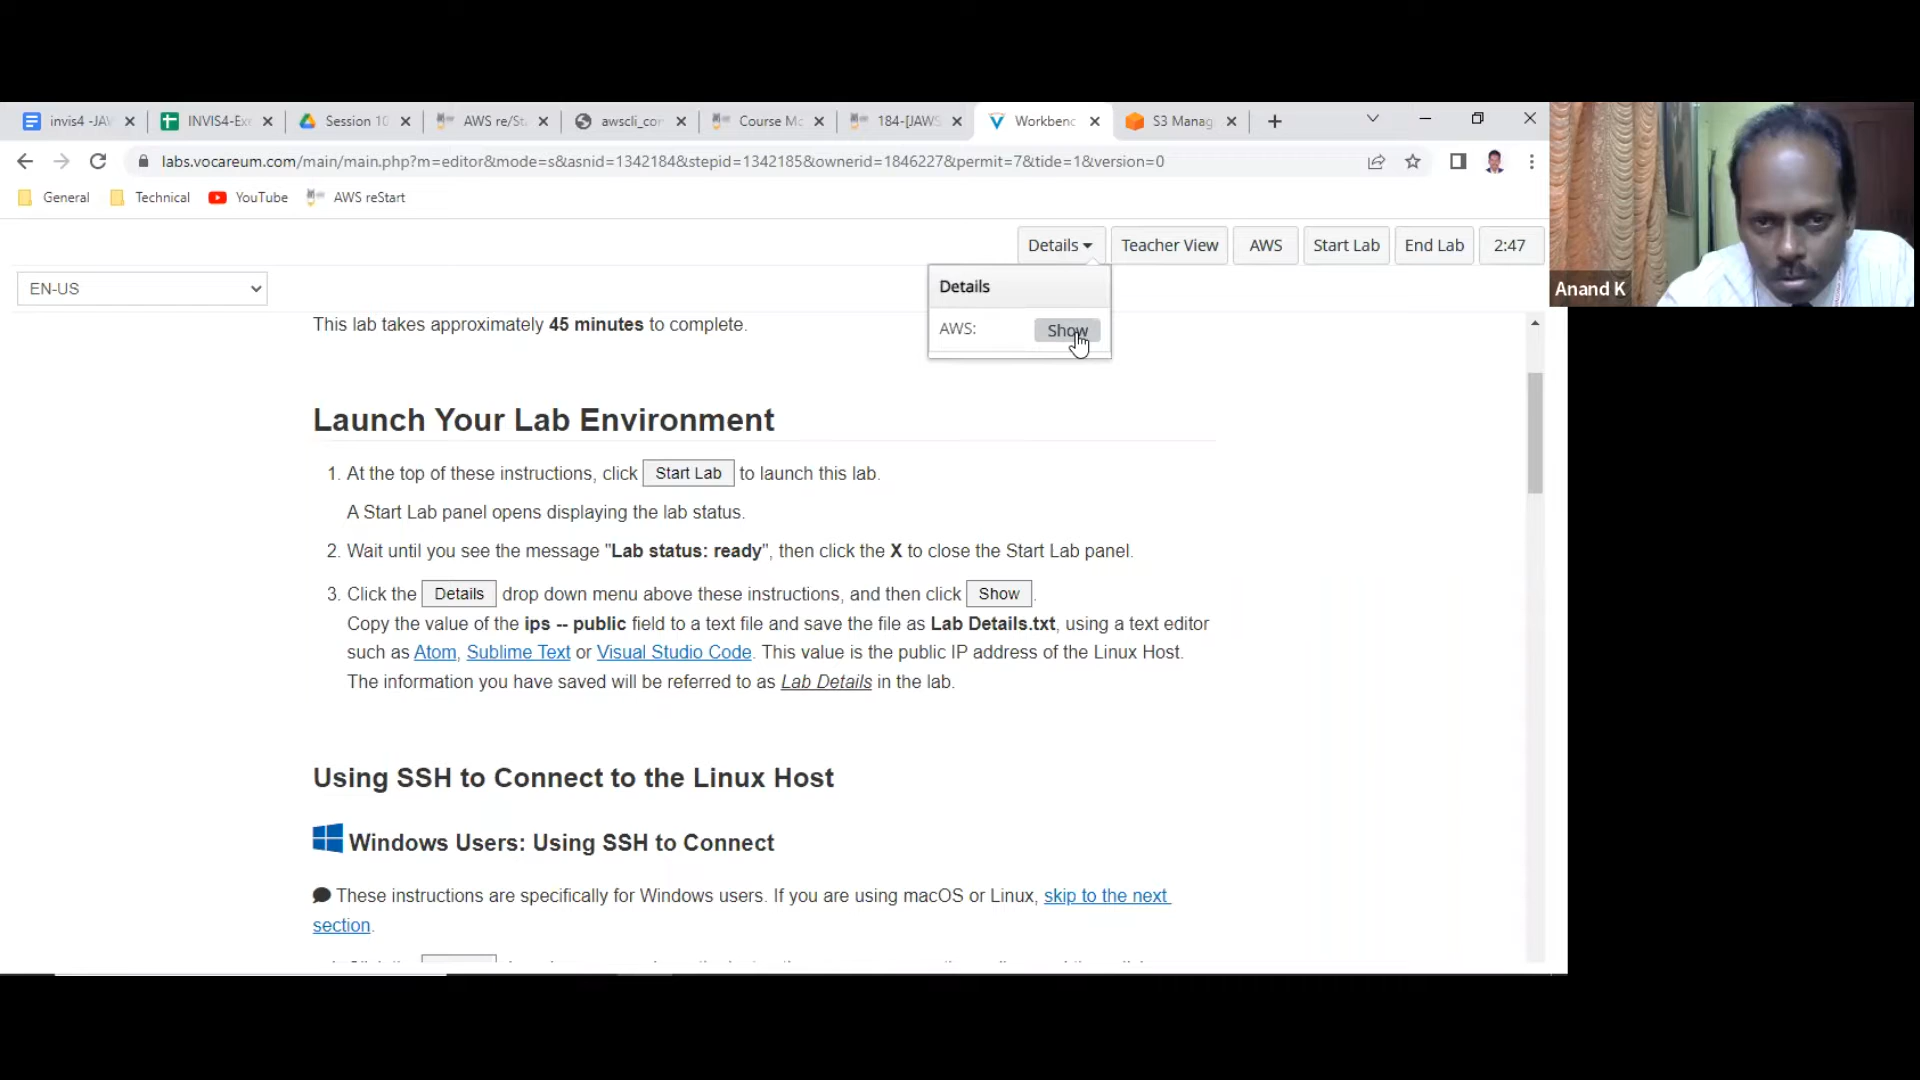 invis4 -JAV
INVIS4-Exe
Session 10
AWS re/St
awscli_con
Course Mo
184-[JAWS
Workbenc
S3 Manag
labs.vocareum.com/main/main.php?m=editor&mode=s&asnid=1342184&stepid=1342185&ownerid=1846227&permit=7&tide=1&version=0
General
Technical
YouTube
AWS reStart
Details
Teacher View
AWS
Start Lab
End Lab
2:47
Anand K
EN-US
Details
AWS:
Show
This lab takes approximately 45 minutes to complete.
Launch Your Lab Environment
1. At the top of these instructions, click Start Lab to launch this lab.
A Start Lab panel opens displaying the lab status.
2. Wait until you see the message "Lab status: ready", then click the X to close the Start Lab panel.
3. Click the Details drop down menu above these instructions, and then click Show.
Copy the value of the ips -- public field to a text file and save the file as Lab Details.txt, using a text editor
such as Atom, Sublime Text or Visual Studio Code. This value is the public IP address of the Linux Host.
The information you have saved will be referred to as Lab Details in the lab.
Using SSH to Connect to the Linux Host
Windows Users: Using SSH to Connect
These instructions are specifically for Windows users. If you are using macOS or Linux, skip to the next
section.